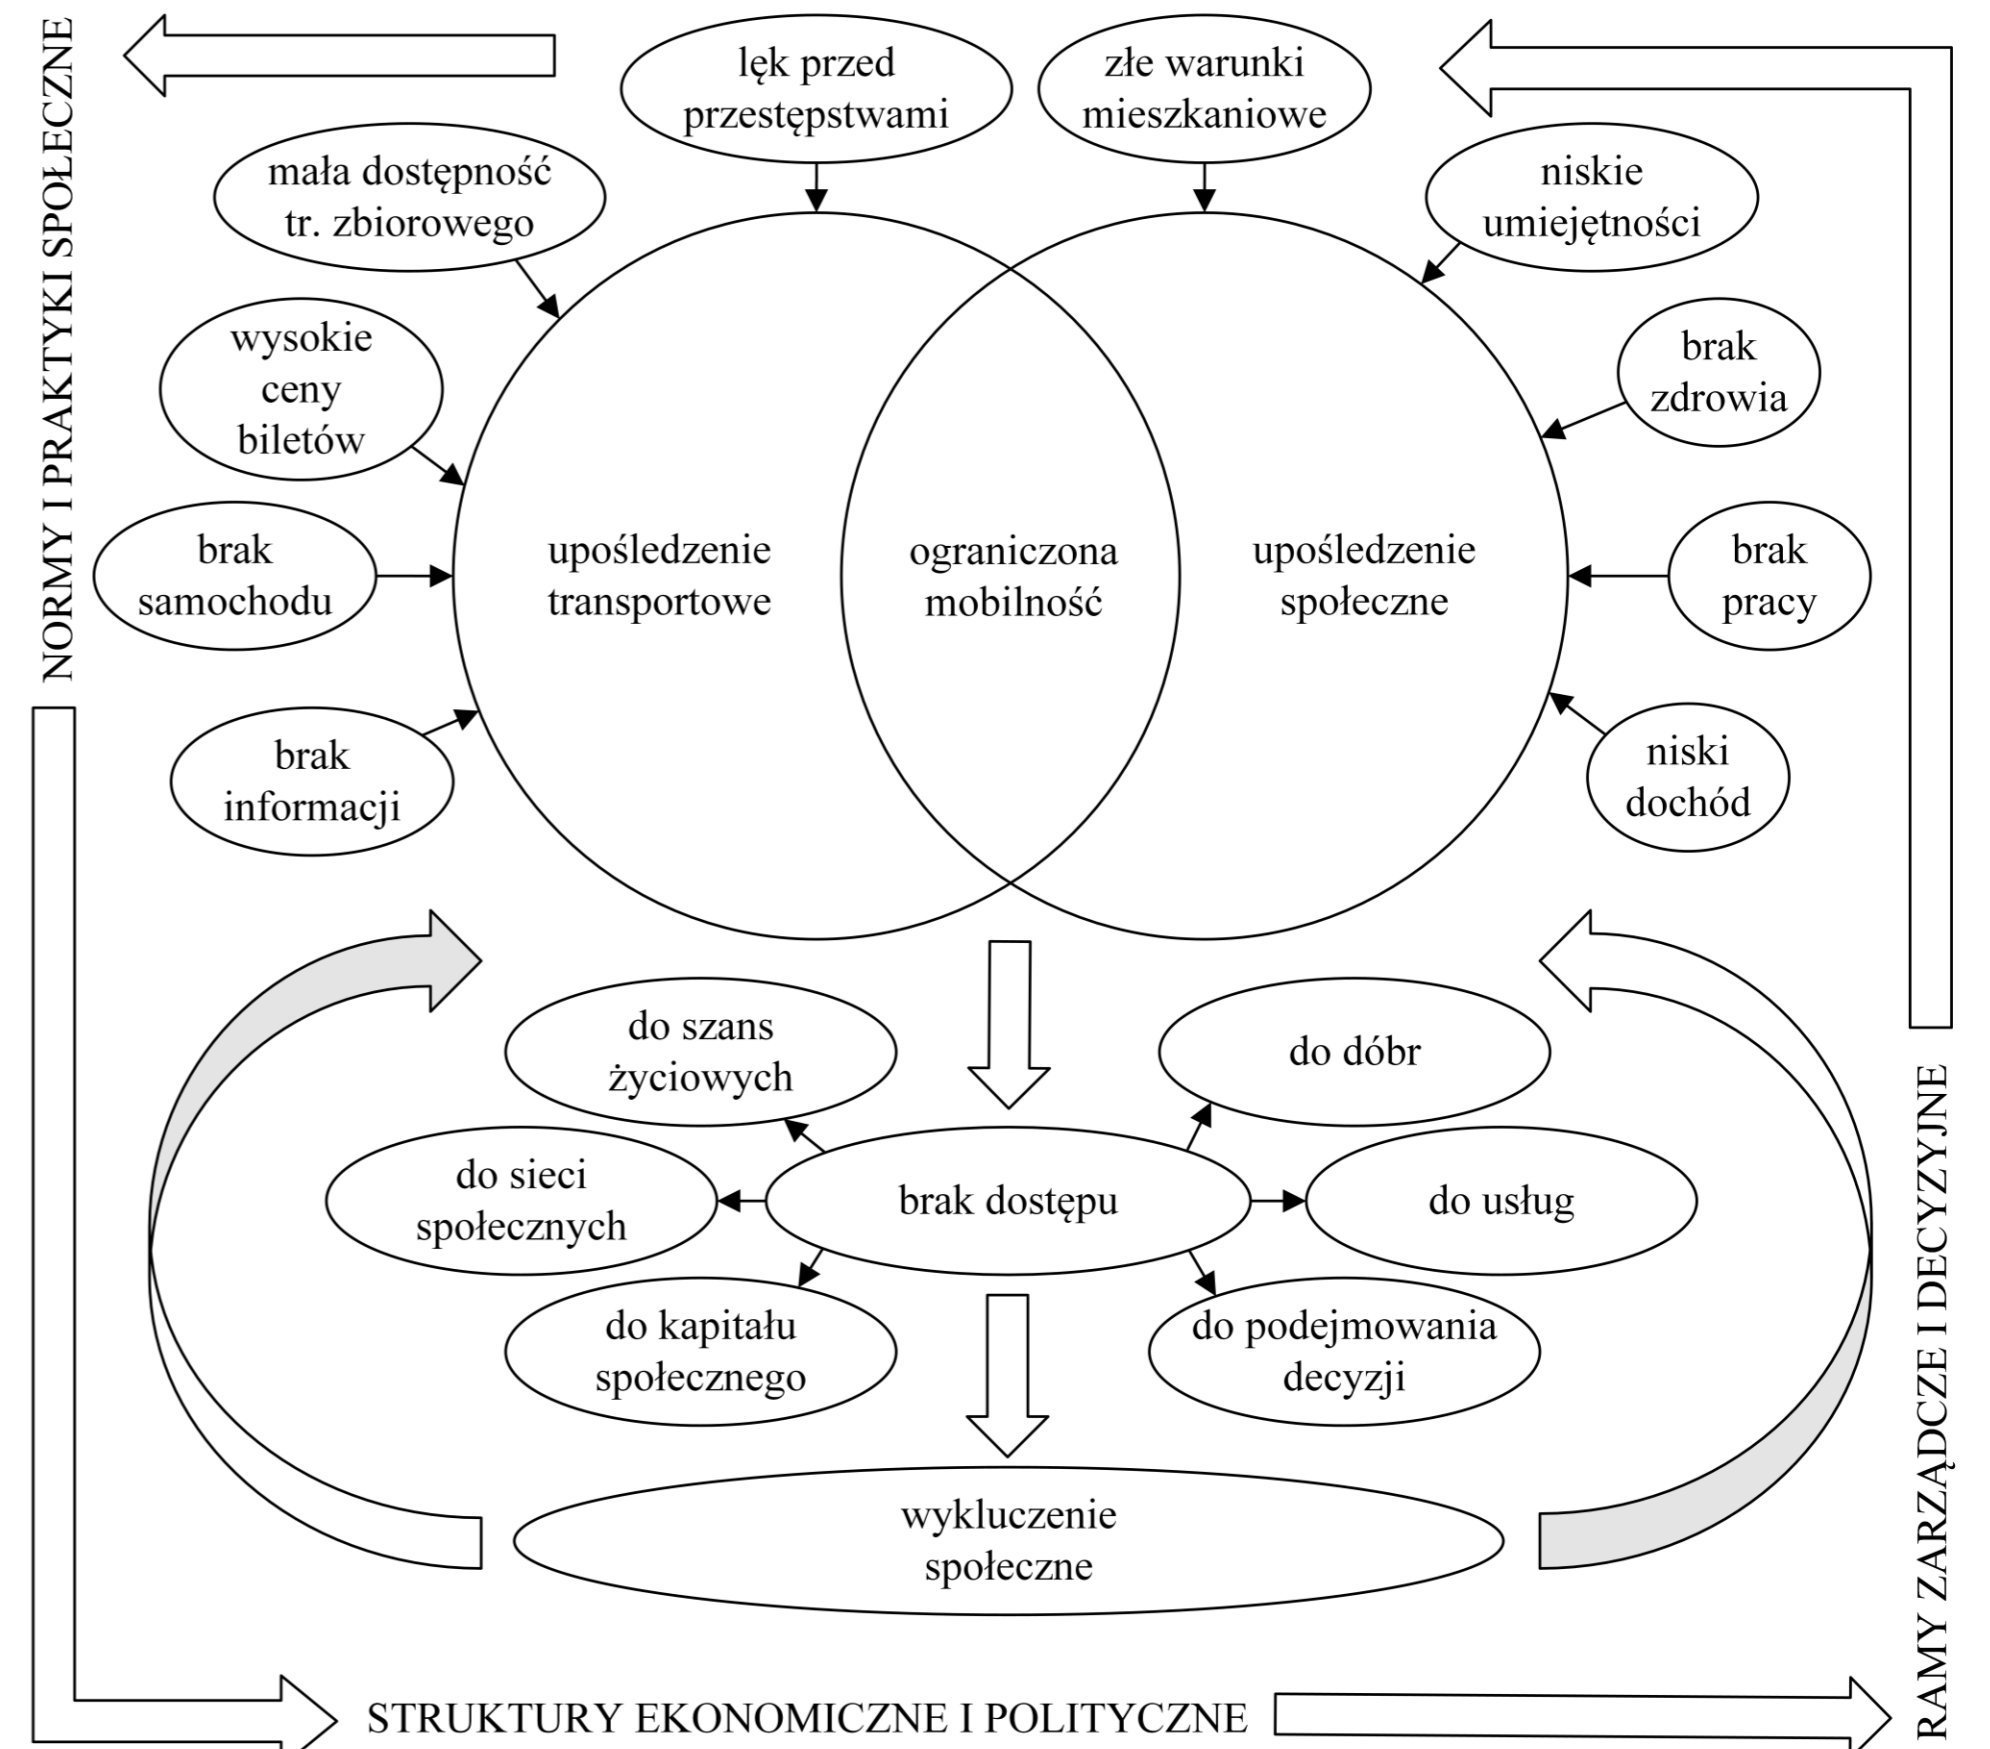 NORMY I PRAKTYKI SPOŁECZNE
lęk przed
przestępstwami
złe warunki
mieszkaniowe
mała dostępność
tr. zbiorowego
niskie
umiejętności
wysokie
ceny
biletów
brak
zdrowia
brak
samochodu
upośledzenie
transportowe
ograniczona
mobilność
upośledzenie
społeczne
brak
pracy
brak
informacji
niski
dochód
do szans
życiowych
do dóbr
do sieci
społecznych
brak dostępu
do usług
do kapitału
społecznego
do podejmowania
decyzji
wykluczenie
społeczne
STRUKTURY EKONOMICZNE I POLITYCZNE
RAMY ZARZĄDCZE I DECYZYJNE